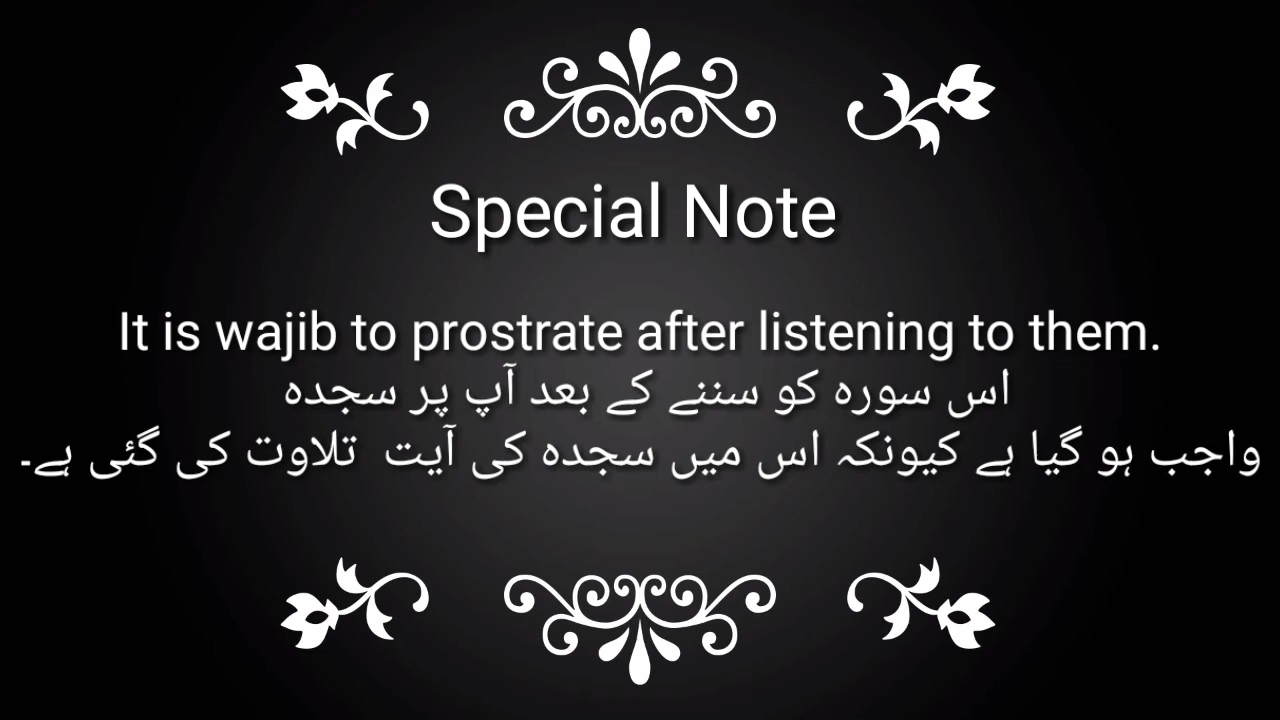 Special Note
It is wajib to prostrate after listening to them.
اس سورہ کو سننے کے بعد آپ پر سجدہ
واجب ہو گیا ہے کیونکہ اس میں سجدہ کی آیت تلاوت کی گئی ہے۔